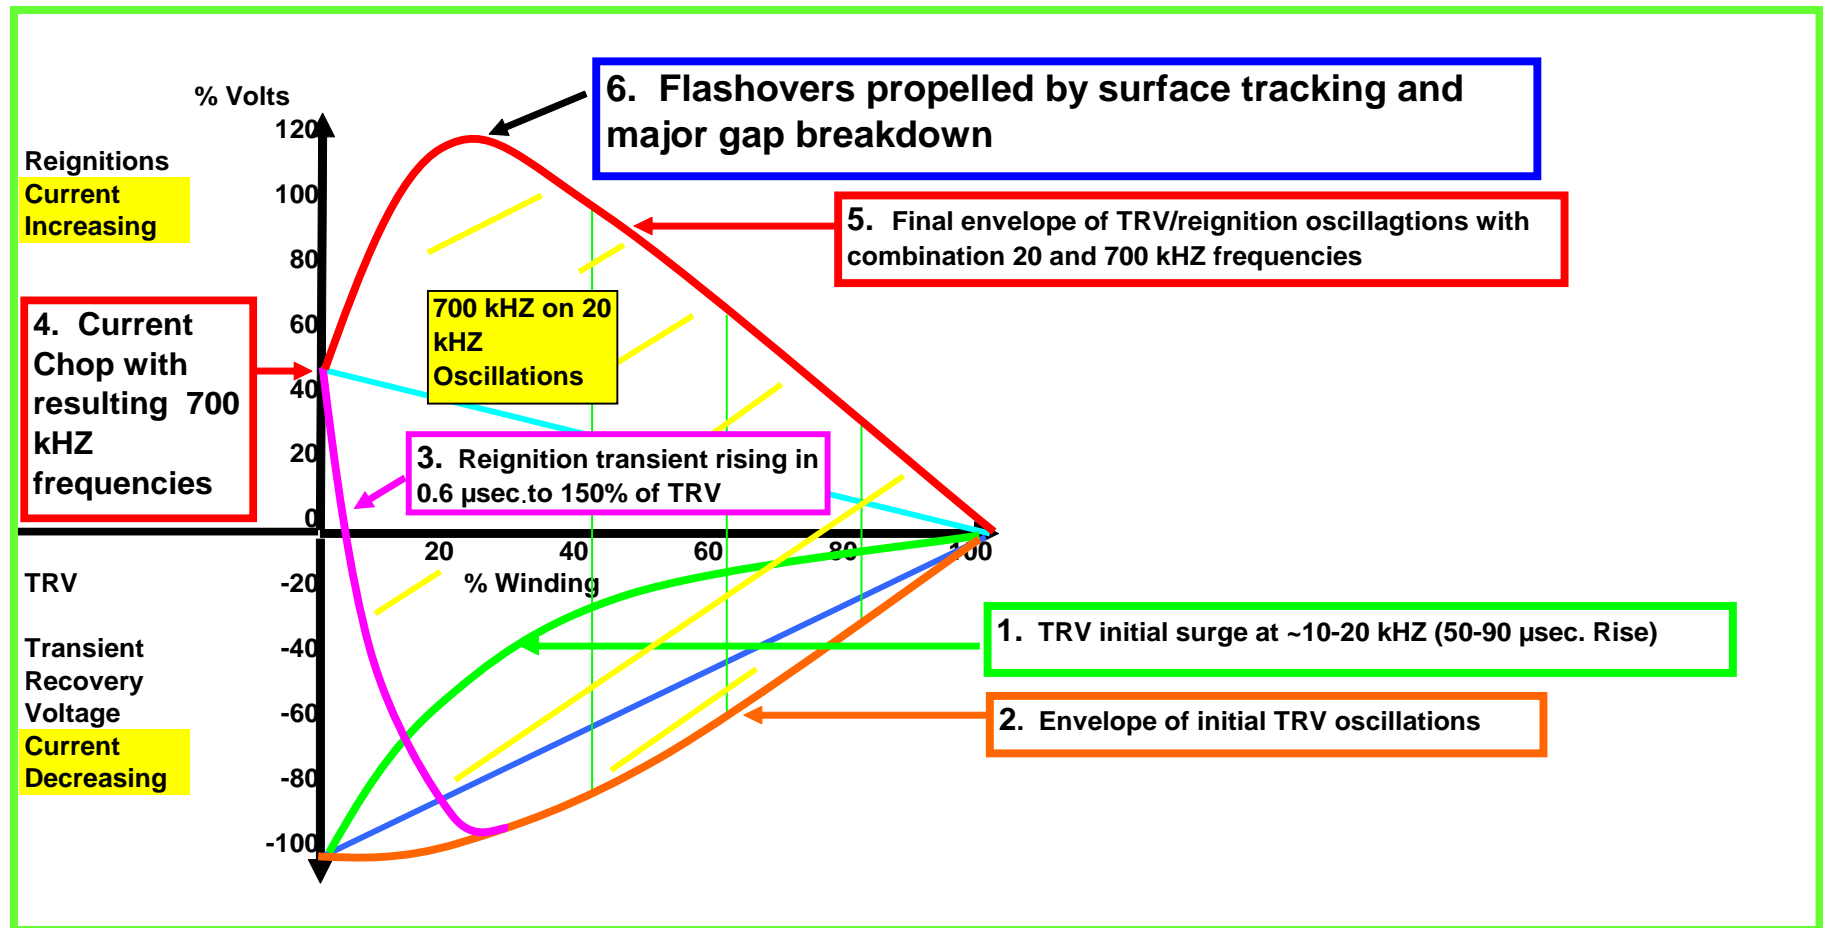 % Volts
120
100
80
60
40
20
0
-20
-40
-60
-80
-100
Reignitions
Current
Increasing
6. Flashovers propelled by surface tracking and
major gap breakdown
5. Final envelope of TRV/reignition oscillagtions with
combination 20 and 700 kHZ frequencies
4. Current
Chop with
resulting 700
kHZ
frequencies
700 kHZ on 20
kHZ
Oscillations
3. Reignition transient rising in
0.6 µsec.to 150% of TRV
20 40 60 80 100
% Winding
TRV
Transient
Recovery
Voltage
Current
Decreasing
1. TRV initial surge at ~10-20 kHZ (50-90 µsec. Rise)
2. Envelope of initial TRV oscillations